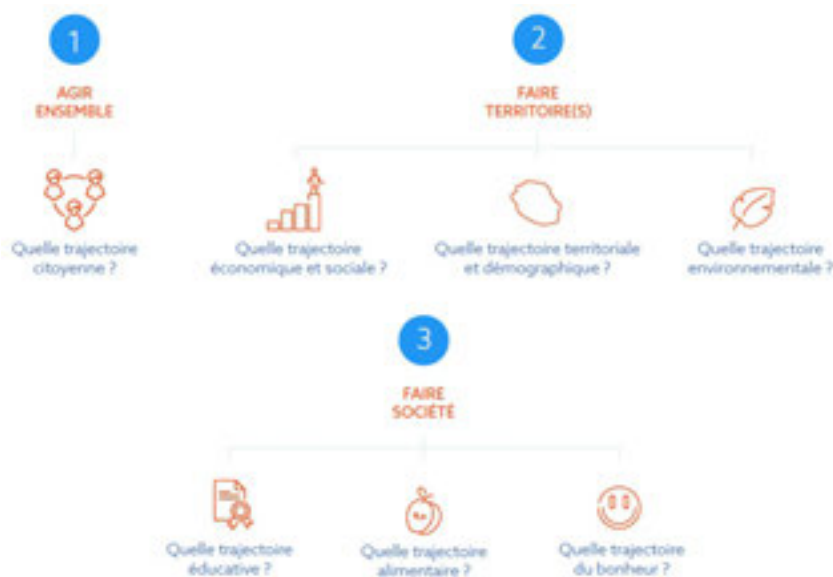 1
AGIR
ENSEMBLE
Quelle trajectoire
citoyenne ?
2
FAIRE
TERRITOIRE(S)
Quelle trajectoire
économique et sociale ?
Quelle trajectoire territoriale
et démographique ?
Quelle trajectoire
environnementale ?
3
FAIRE
SOCIÉTÉ
Quelle trajectoire
éducative ?
Quelle trajectoire
alimentaire ?
Quelle trajectoire
du bonheur ?